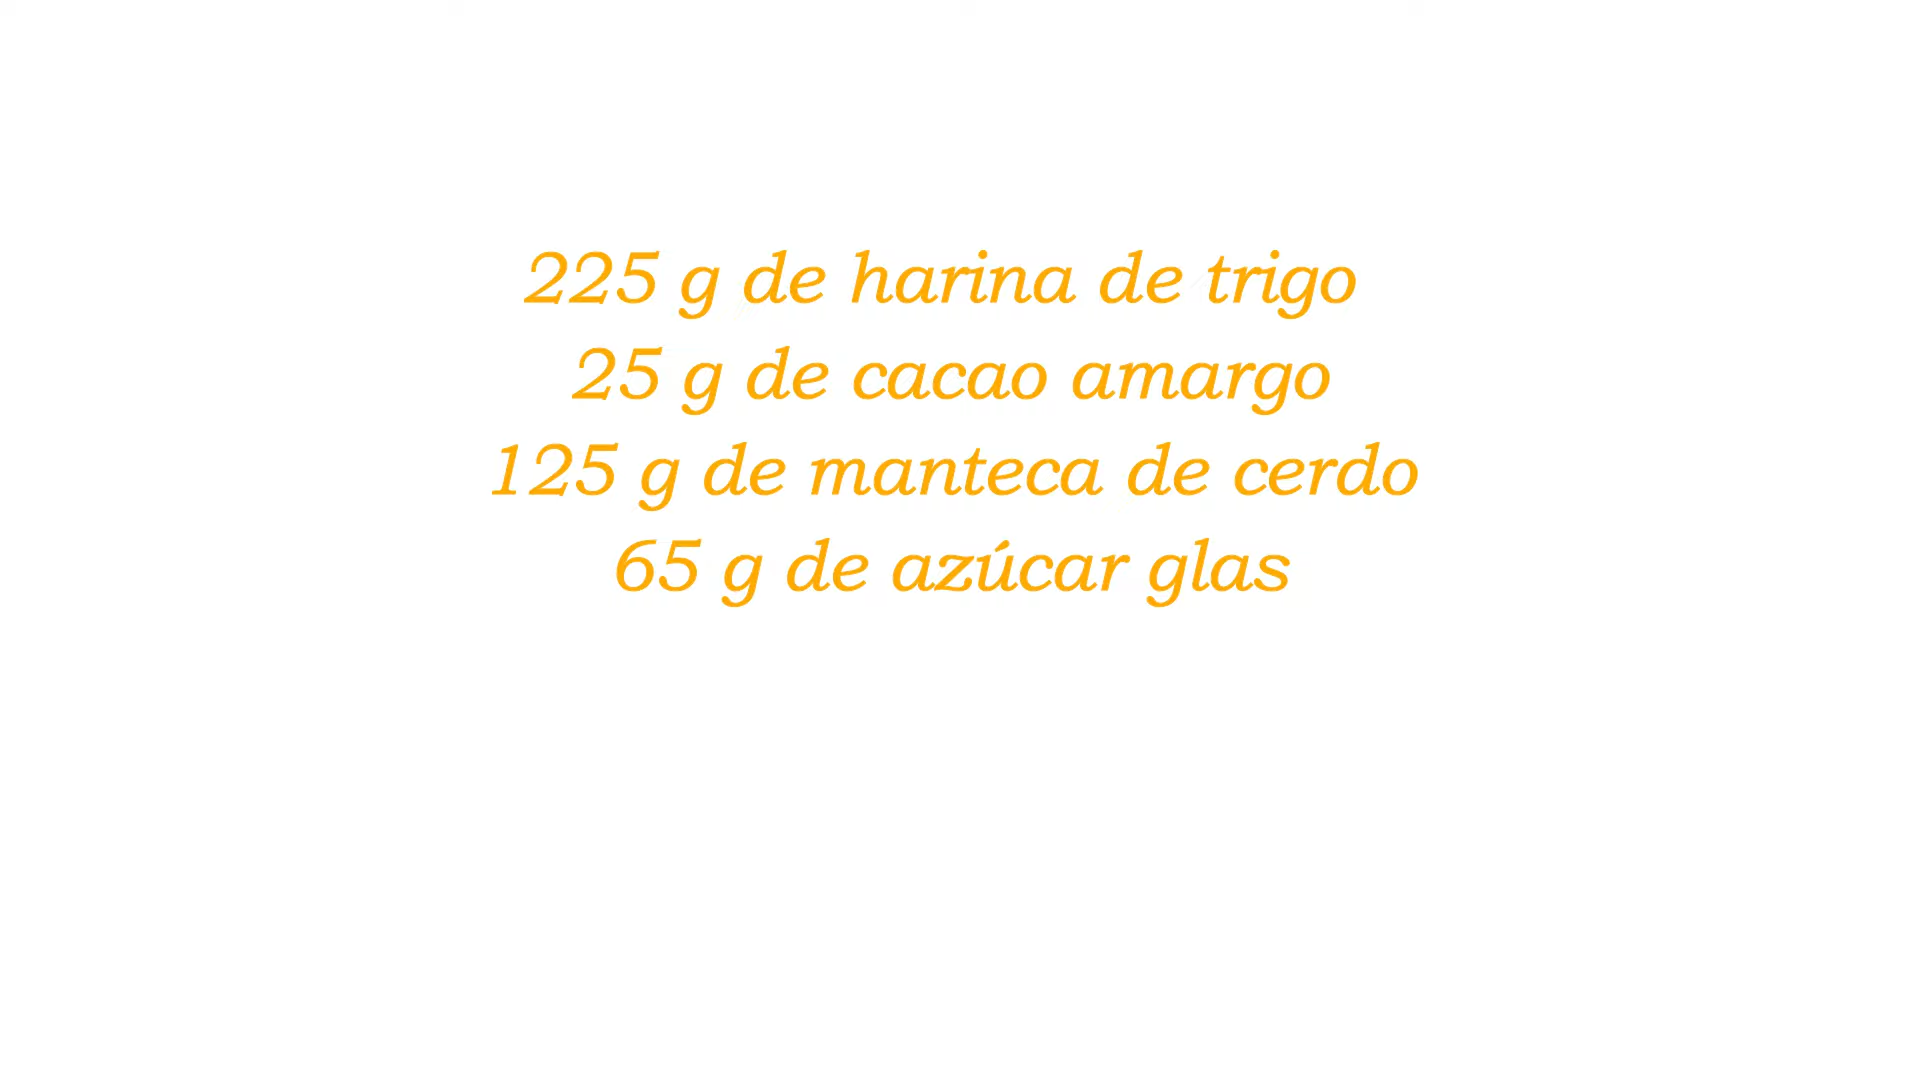 225 g de harina de trigo
25 g de cacao amargo
125 g de manteca de cerdo
65 g de azúcar glas